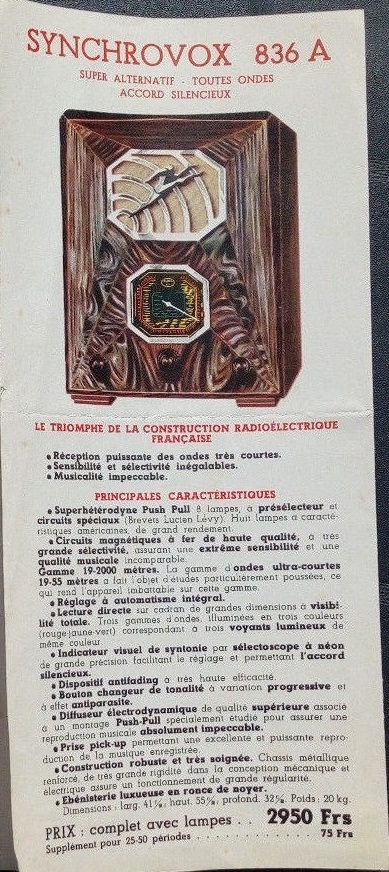 SYNCHROVOX 836 A
SUPER ALTERNATIF - TOUTES ONDES
ACCORD SILENCIEUX
LE TRIOMPHE DE LA CONSTRUCTION RADIOÉLECTRIQUE
FRANÇAISE
• Réception puissante des ondes très courtes.
• Sensibilité et sélectivité inégalables.
• Musicalité impeccable.
PRINCIPALES CARACTÉRISTIQUES
• Superhétérodyne Push Pull 8 lampes, à présélecteur et
circuits spéciaux (Brevets Lucien Lévy). Huit lampes à caracté-
ristiques américaines, de grand rendement.
• Circuits magnétiques à fer de haute qualité, à très
grande sélectivité, assurant une extrême sensibilité et une
qualité musicale incomparable.
Gamme 19-2000 mètres. La gamme d'ondes ultra-courtes
19-55 mètres a fait l'objet d'études particulièrement poussées, ce
qui rend l'appareil imbattable sur cette gamme.
• Réglage à automatisme intégral.
• Lecture directe sur cadran de grandes dimensions à visibi-
lité totale. Trois gammes d'ondes. Illuminées en trois couleurs
(rouge-jaune-vert) correspondant à trois voyants lumineux de
même couleur.
• Indicateur visuel de syntonie par sélectoscope à néon
de grande précision facilitant le réglage et permettant l'accord
silencieux.
• Dispositif antifading à très haute efficacité.
• Bouton changeur de tonalité à variation progressive et
à effet antiparasite.
• Diffuseur électrodynamique de qualité supérieure associé
à un montage Push-Pull spécialement étudié pour assurer une
reproduction musicale absolument impeccable.
• Prise pick-up permettant une excellente et puissante repro-
duction de la musique enregistrée.
• Construction robuste et très soignée. Chassis métallique
renforcé, de très grande rigidité dans la conception mécanique et
électrique assure un fonctionnement de grande régularité.
• Ebénisterie luxueuse en ronce de noyer.
Dimensions : larg. 41 %; haut. 55 %; profond. 32 %. Poids : 20 kg.
PRIX : complet avec lampes . . 2950 Frs
Supplément pour 25-50 périodes . . . . . . . . . . 75 Frs